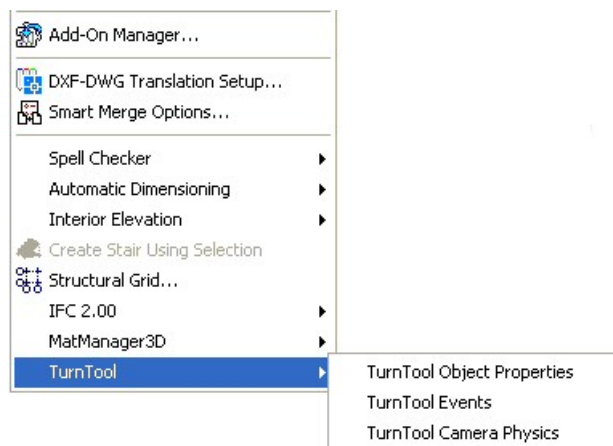 Add-On Manager...
DXF-DWG Translation Setup...
Smart Merge Options...
Spell Checker
Automatic Dimensioning
Interior Elevation
Create Stair Using Selection
Structural Grid...
IFC 2.00
MatManager3D
TurnTool
TurnTool Object Properties
TurnTool Events
TurnTool Camera Physics